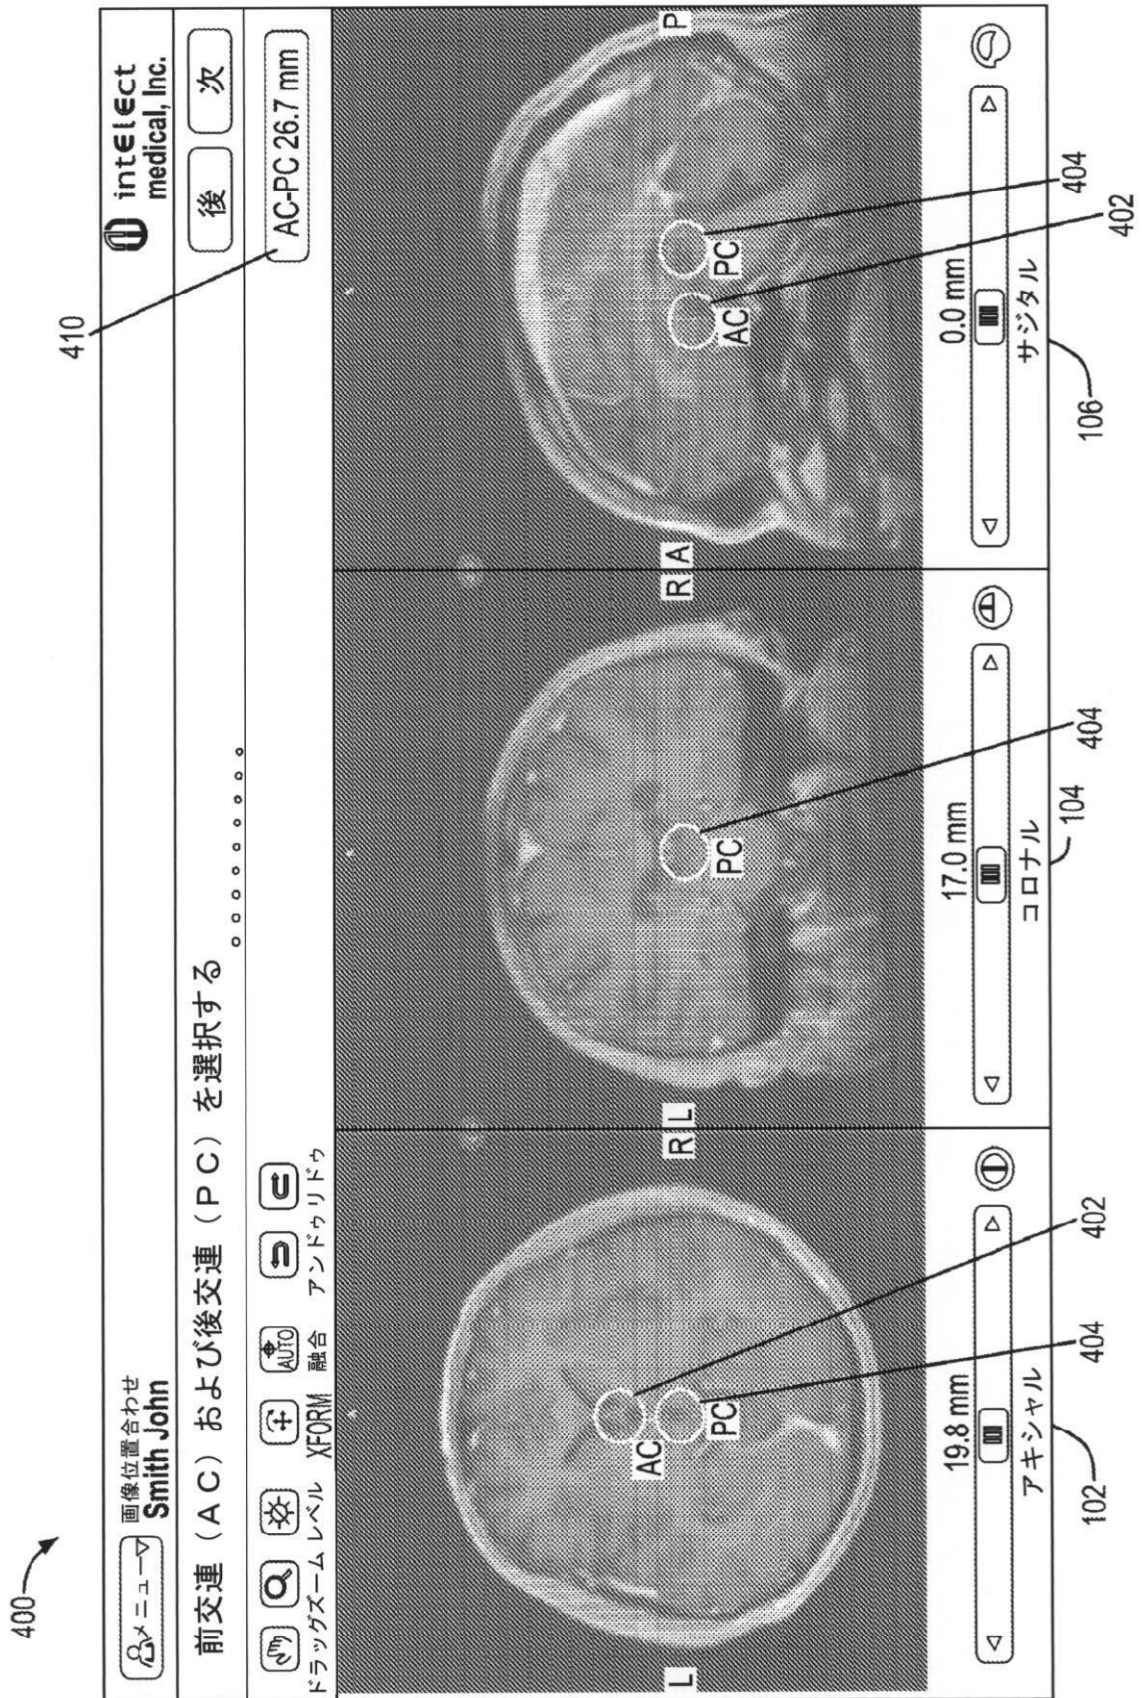 400
メニュー
画像位置合わせ
Smith John
intElEct
medical, Inc.
前交連（AC）および後交連（PC）を選択する
後
次
410
ドラッグ
ズーム
レベル
XFORM
AUTO
融合
アンドゥ
リドゥ
AC-PC 26.7 mm
L
AC
PC
R
L
PC
R
A
AC
PC
P
19.8 mm
アキシャル
17.0 mm
コロナル
0.0 mm
サジタル
102
404
402
104
404
106
402
404